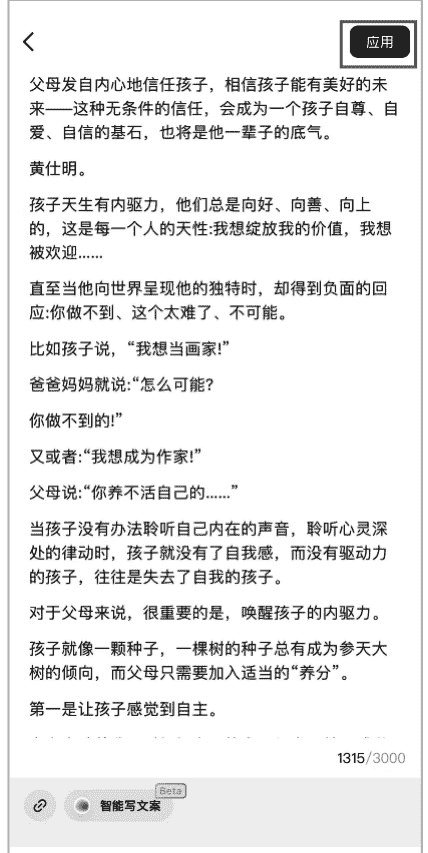 应用
父母发自内心地信任孩子，相信孩子能有美好的未
来——这种无条件的信任，会成为一个孩子自尊、自
爱、自信的基石，也将是他一辈子的底气。
黄仕明。
孩子天生有内驱力，他们总是向好、向善、向上
的，这是每一个人的天性:我想绽放我的价值，我想
被欢迎……
直至当他向世界呈现他的独特时，却得到负面的回
应:你做不到、这个太难了、不可能。
比如孩子说，“我想当画家!”
爸爸妈妈就说:“怎么可能?
你做不到的!”
又或者:“我想成为作家!”
父母说:“你养不活自己的……”
当孩子没有办法聆听自己内在的声音，聆听心灵深
处的律动时，孩子就没有了自我感，而没有驱动力
的孩子，往往是失去了自我的孩子。
对于父母来说，很重要的是，唤醒孩子的内驱力。
孩子就像一颗种子，一棵树的种子总有成为参天大
树的倾向，而父母只需要加入适当的“养分”。
第一是让孩子感觉到自主。
1315/3000
Beta
智能写文案